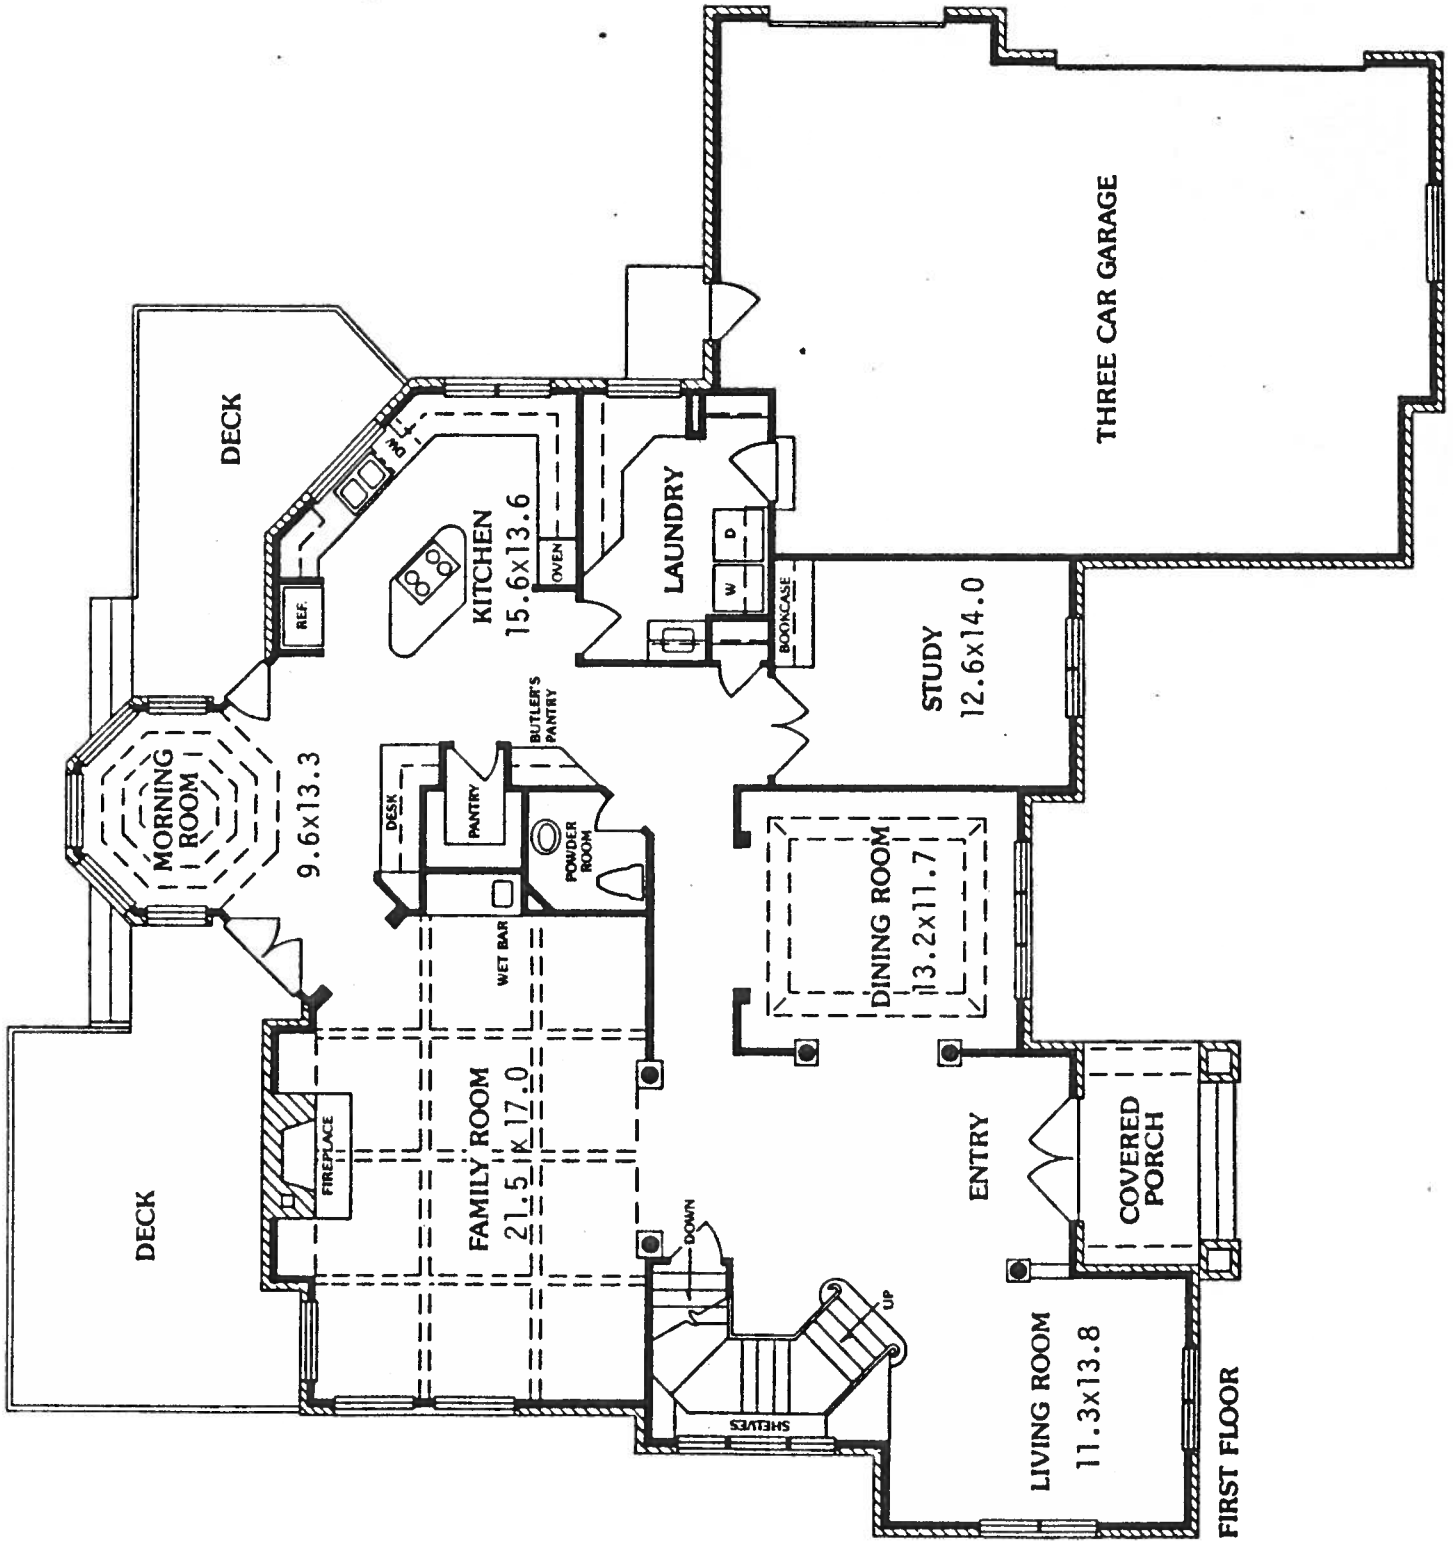 DECK
MORNING
ROOM
9.6x13.3
DECK
REF.
DW
KITCHEN
15.6x13.6
OVEN
LAUNDRY
W
D
THREE CAR GARAGE
BUTLER'S
PANTRY
DESK
PANTRY
POWDER
ROOM
WET BAR
FIREPLACE
FAMILY ROOM
21.5 x 17.0
BOOKCASE
STUDY
12.6x14.0
DINING ROOM
13.2x11.7
ENTRY
COVERED
PORCH
DOWN
UP
SHELVES
LIVING ROOM
11.3x13.8
FIRST FLOOR